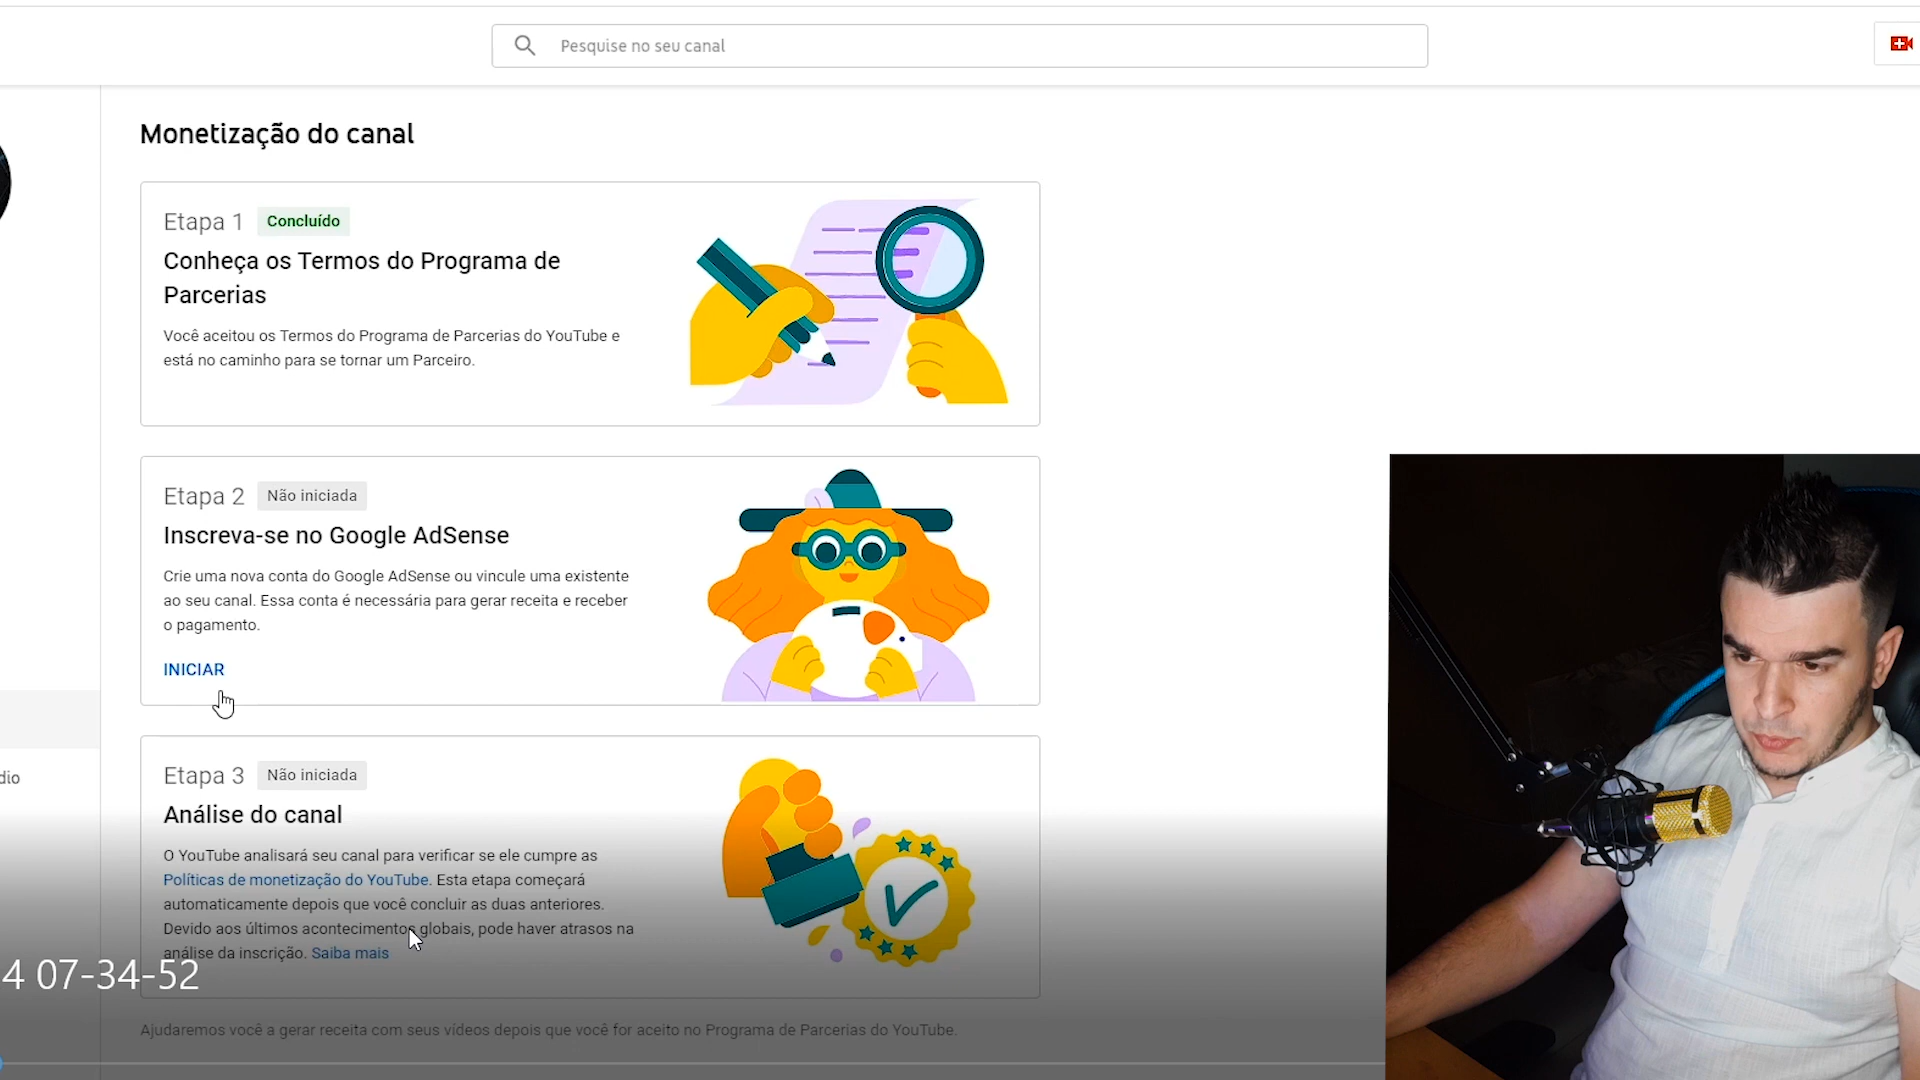 Pesquise no seu canal
Monetização do canal
Etapa 1 Concluído
Conheça os Termos do Programa de
Parcerias
Você aceitou os Termos do Programa de Parcerias do YouTube e
está no caminho para se tornar um Parceiro.
Etapa 2 Não iniciada
Inscreva-se no Google AdSense
Crie uma nova conta do Google AdSense ou vincule uma existente
ao seu canal. Essa conta é necessária para gerar receita e receber
o pagamento.
INICIAR
dio
Etapa 3 Não iniciada
Análise do canal
O YouTube analisará seu canal para verificar se ele cumpre as
Políticas de monetização do YouTube. Esta etapa começará
automaticamente depois que você concluir as duas anteriores.
Devido aos últimos acontecimentos globais, pode haver atrasos na
análise da inscrição. Saiba mais
4 07-34-52
Ajudaremos você a gerar receita com seus vídeos depois que você for aceito no Programa de Parcerias do YouTube.